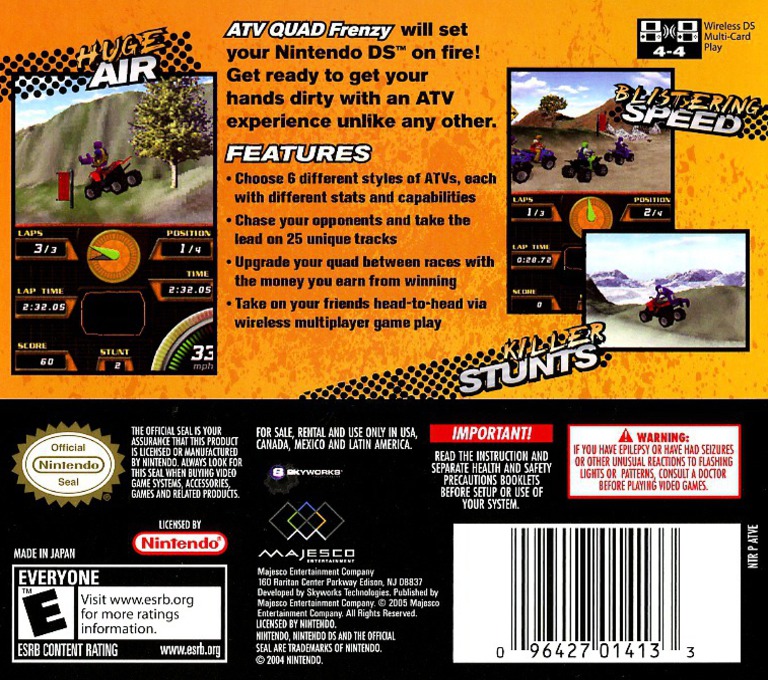 HUGE
AIR
ATV QUAD Frenzy will set
your Nintendo DS™ on fire!
Get ready to get your
hands dirty with an ATV
experience unlike any other.
FEATURES
• Choose 6 different styles of ATVs, each
with different stats and capabilities
• Chase your opponents and take the
lead on 25 unique tracks
• Upgrade your quad between races with
the money you earn from winning
• Take on your friends head-to-head via
wireless multiplayer game play
4-4
Wireless DS
Multi-Card
Play
BLISTERING
SPEED
KILLER
STUNTS
LAPS
3/3
POSITION
1/4
TIME
2:32.05
LAP TIME
2:32.05
SCORE
60
STUNT
2
33
mph
LAPS
1/3
POSITION
2/4
LAP TIME
0:28.72
SCORE
0
Official
Nintendo
Seal
THE OFFICIAL SEAL IS YOUR
ASSURANCE THAT THIS PRODUCT
IS LICENSED OR MANUFACTURED
BY NINTENDO. ALWAYS LOOK FOR
THIS SEAL WHEN BUYING VIDEO
GAME SYSTEMS, ACCESSORIES,
GAMES AND RELATED PRODUCTS.
LICENSED BY
Nintendo®
MADE IN JAPAN
EVERYONE
E
Visit www.esrb.org
for more ratings
information.
ESRB CONTENT RATING www.esrb.org
FOR SALE, RENTAL AND USE ONLY IN USA,
CANADA, MEXICO AND LATIN AMERICA.
SKYWORKS
MAJESCO
ENTERTAINMENT
Majesco Entertainment Company
160 Raritan Center Parkway Edison, NJ 08837
Developed by Skyworks Technologies. Published by
Majesco Entertainment Company. © 2005 Majesco
Entertainment Company. All Rights Reserved.
LICENSED BY NINTENDO.
NINTENDO, NINTENDO DS AND THE OFFICIAL
SEAL ARE TRADEMARKS OF NINTENDO.
© 2004 NINTENDO.
IMPORTANT!
READ THE INSTRUCTION AND
SEPARATE HEALTH AND SAFETY
PRECAUTIONS BOOKLETS
BEFORE SETUP OR USE OF
YOUR SYSTEM.
WARNING:
IF YOU HAVE EPILEPSY OR HAVE HAD SEIZURES
OR OTHER UNUSUAL REACTIONS TO FLASHING
LIGHTS OR PATTERNS, CONSULT A DOCTOR
BEFORE PLAYING VIDEO GAMES.
NTR P ATVE
0 96427 01413 3